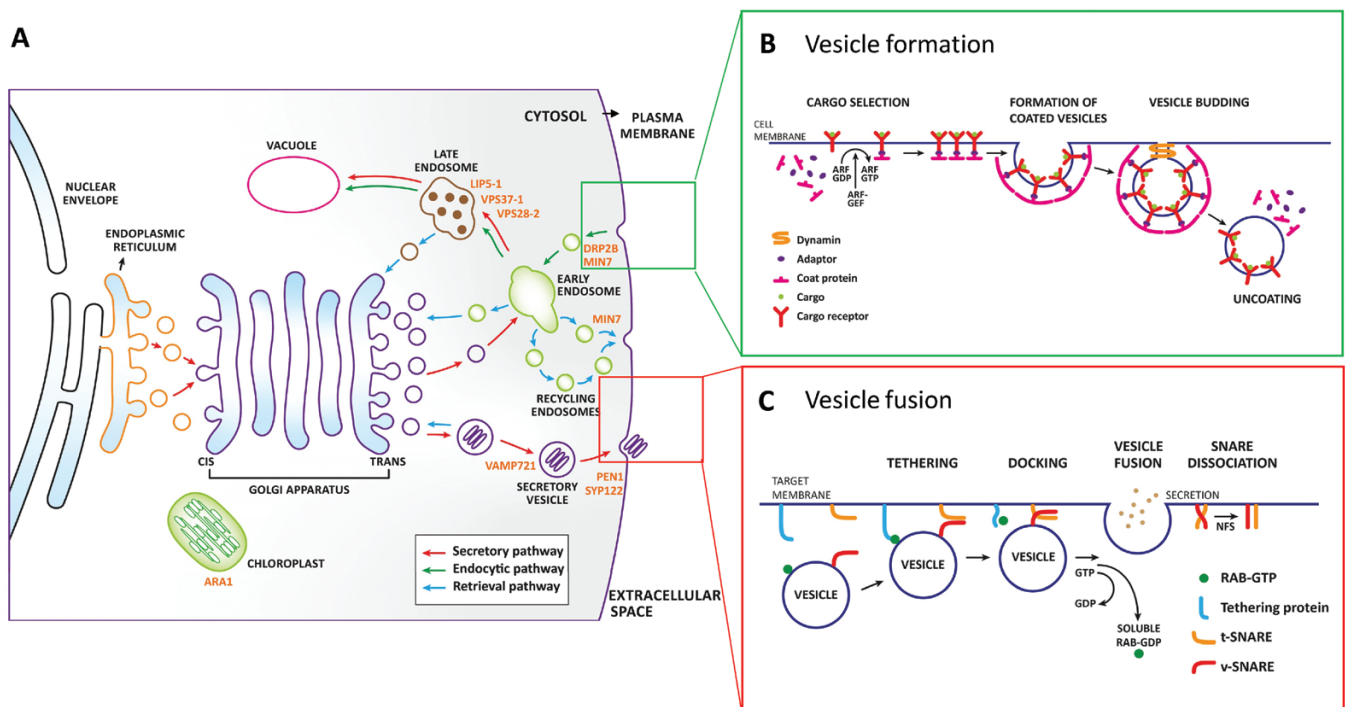 A
CYTOSOL
PLASMA
MEMBRANE
VACUOLE
LATE
ENDOSOME
LIP5-1
VPS37-1
VPS28-2
NUCLEAR
ENVELOPE
ENDOPLASMIC
RETICULUM
DRP2B
MIN7
EARLY
ENDOSOME
MIN7
RECYCLING
ENDOSOMES
CIS
TRANS
GOLGI APPARATUS
VAMP721
SECRETORY
VESICLE
PEN1
SYP122
CHLOROPLAST
ARA1
Secretory pathway
Endocytic pathway
Retrieval pathway
EXTRACELLULAR
SPACE
B Vesicle formation
CARGO SELECTION
FORMATION OF
COATED VESICLES
VESICLE BUDDING
CELL
MEMBRANE
ARF
GDP
ARF
GTP
ARF-
GEF
Dynamin
Adaptor
Coat protein
Cargo
Cargo receptor
UNCOATING
C Vesicle fusion
TETHERING
DOCKING
VESICLE
FUSION
SNARE
DISSOCIATION
TARGET
MEMBRANE
SECRETION
NFS
VESICLE
VESICLE
VESICLE
GTP
GDP
SOLUBLE
RAB-GDP
RAB-GTP
Tethering protein
t-SNARE
v-SNARE